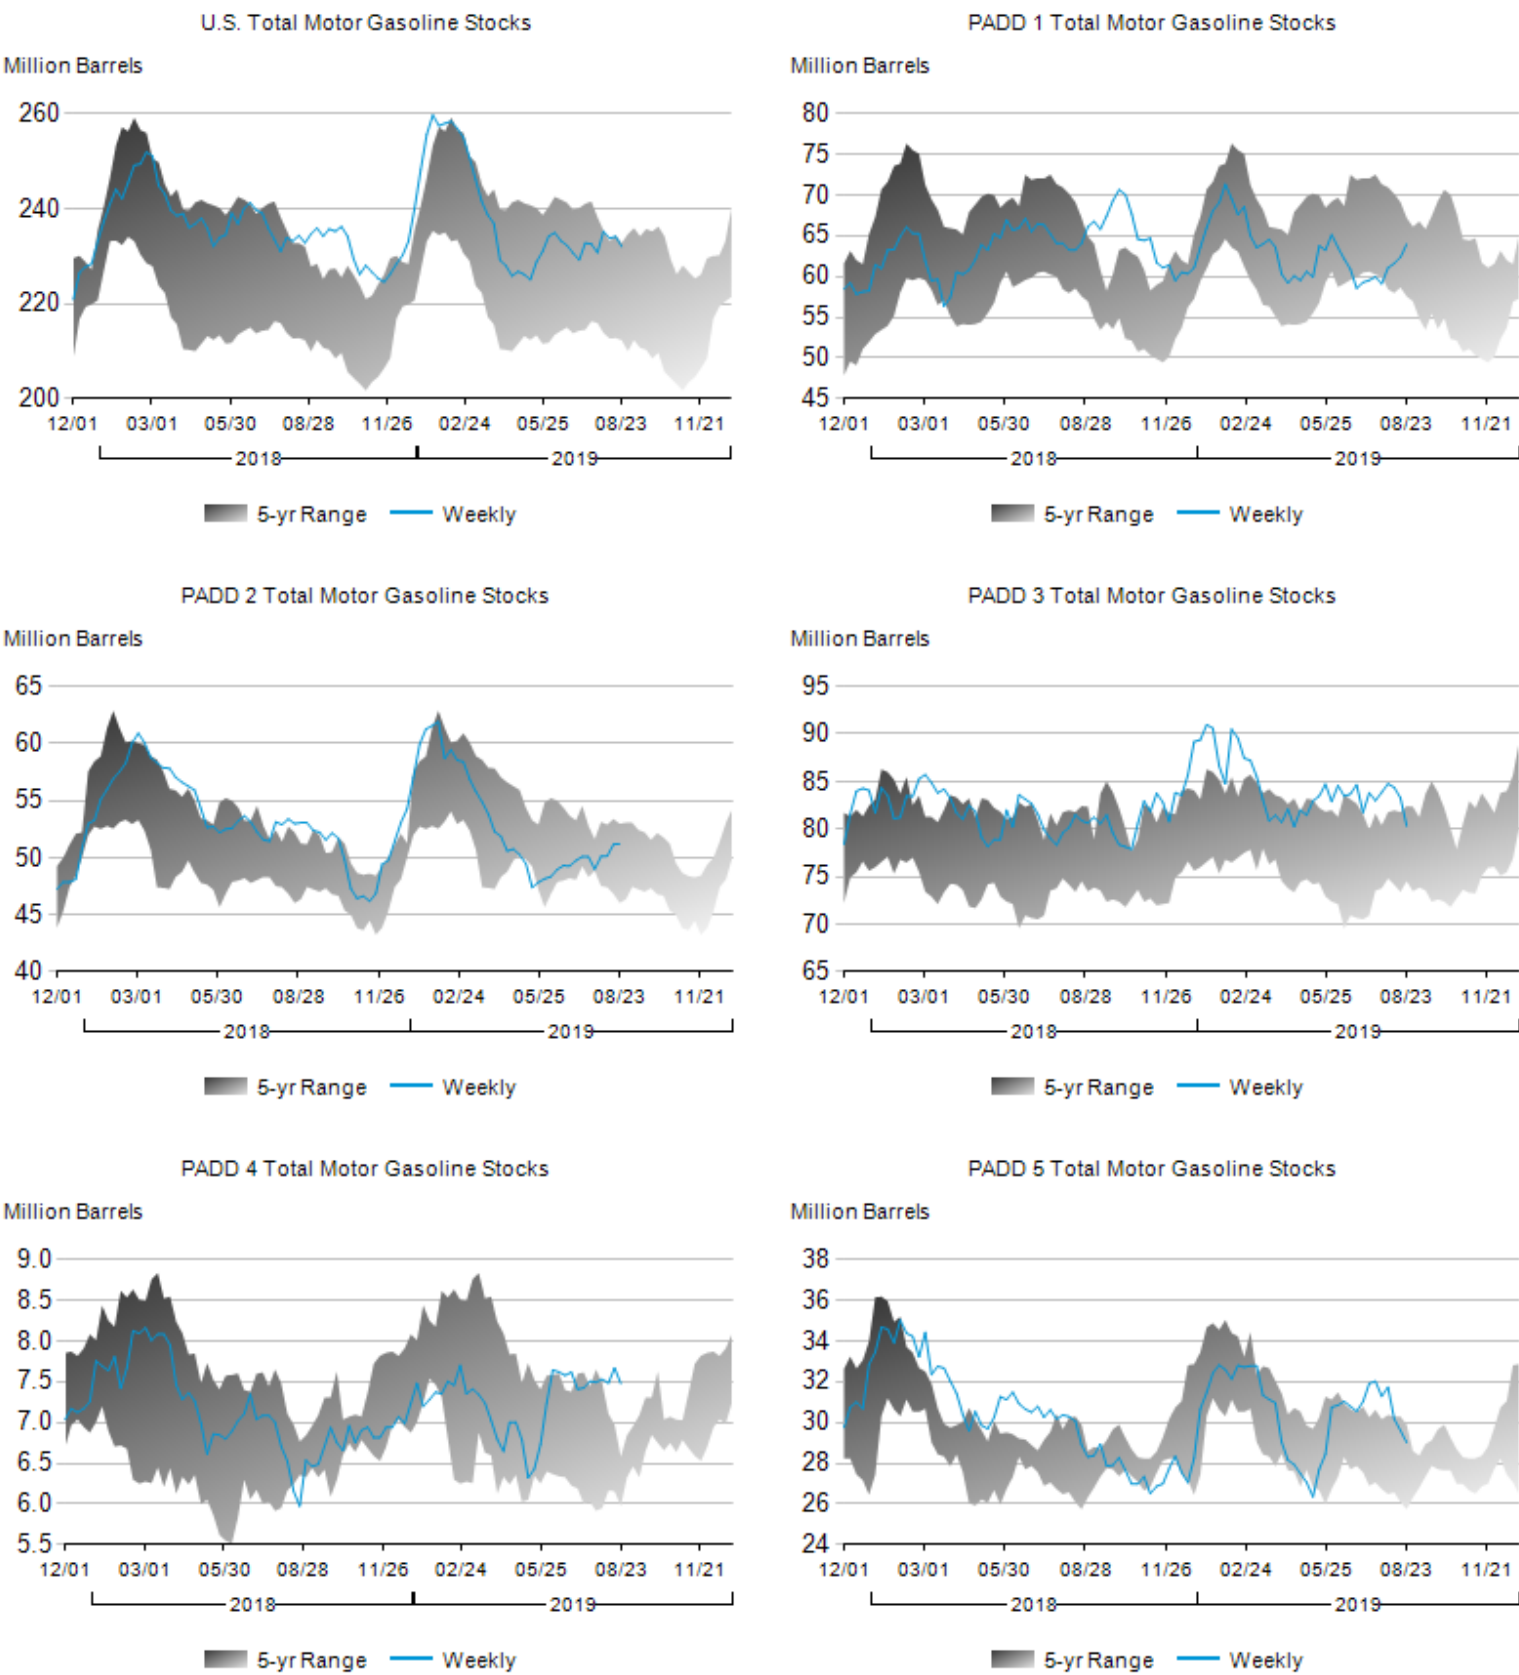 U.S. Total Motor Gasoline Stocks
Million Barrels
260
240
220
200
12/01 03/01 05/30 08/28 11/26 02/24 05/25 08/23 11/21
2018 2019
5-yr Range Weekly
PADD 1 Total Motor Gasoline Stocks
Million Barrels
80
75
70
65
60
55
50
45
12/01 03/01 05/30 08/28 11/26 02/24 05/25 08/23 11/21
2018 2019
5-yr Range Weekly
PADD 2 Total Motor Gasoline Stocks
Million Barrels
65
60
55
50
45
40
12/01 03/01 05/30 08/28 11/26 02/24 05/25 08/23 11/21
2018 2019
5-yr Range Weekly
PADD 3 Total Motor Gasoline Stocks
Million Barrels
95
90
85
80
75
70
65
12/01 03/01 05/30 08/28 11/26 02/24 05/25 08/23 11/21
2018 2019
5-yr Range Weekly
PADD 4 Total Motor Gasoline Stocks
Million Barrels
9.0
8.5
8.0
7.5
7.0
6.5
6.0
5.5
12/01 03/01 05/30 08/28 11/26 02/24 05/25 08/23 11/21
2018 2019
5-yr Range Weekly
PADD 5 Total Motor Gasoline Stocks
Million Barrels
38
36
34
32
30
28
26
24
12/01 03/01 05/30 08/28 11/26 02/24 05/25 08/23 11/21
2018 2019
5-yr Range Weekly